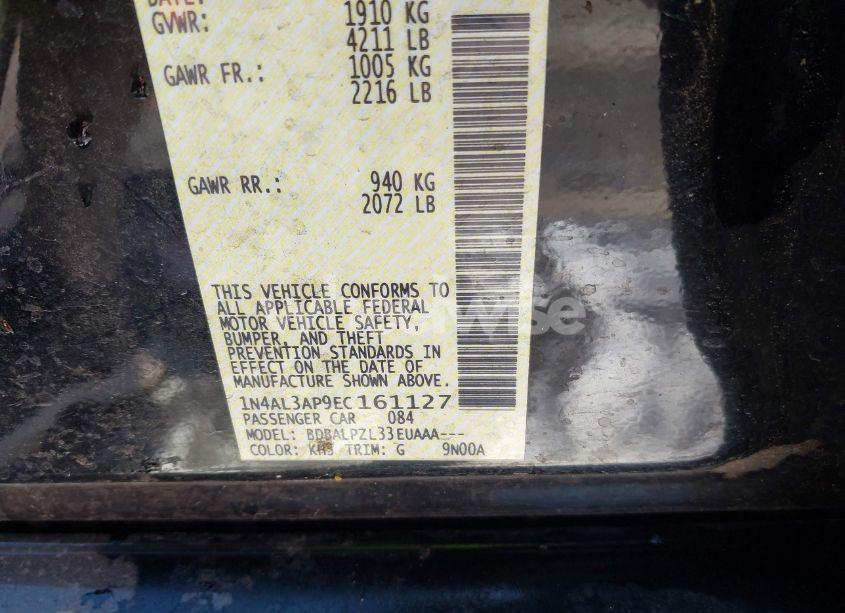 DATE:
GVWR: 1910 KG
4211 LB
GAWR FR.: 1005 KG
2216 LB
GAWR RR.: 940 KG
2072 LB
THIS VEHICLE CONFORMS TO
ALL APPLICABLE FEDERAL
MOTOR VEHICLE SAFETY,
BUMPER, AND THEFT
PREVENTION STANDARDS IN
EFFECT ON THE DATE OF
MANUFACTURE SHOWN ABOVE.
1N4AL3AP9EC161127
PASSENGER CAR 084
MODEL: BDBALPZL33EUAAA---
COLOR: KH3 TRIM: G 9N00A